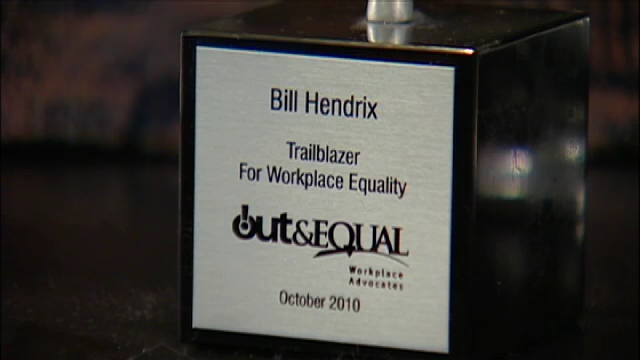 Bill Hendrix
Trailblazer
For Workplace Equality
Out&EQUAL
Workplace
Advocates
October 2010